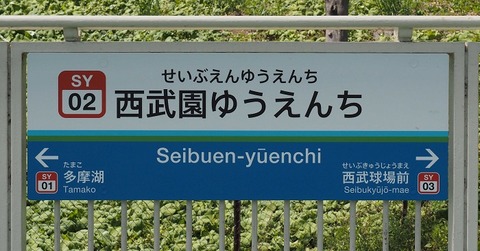 せいぶえんゆうえんち
SY
02
西武園ゆうえんち
Seibuen-yūenchi
たまこ
SY
01
多摩湖
Tamako
せいぶきゅうじょうまえ
西武球場前
SY
03
Seibukyūjō-mae